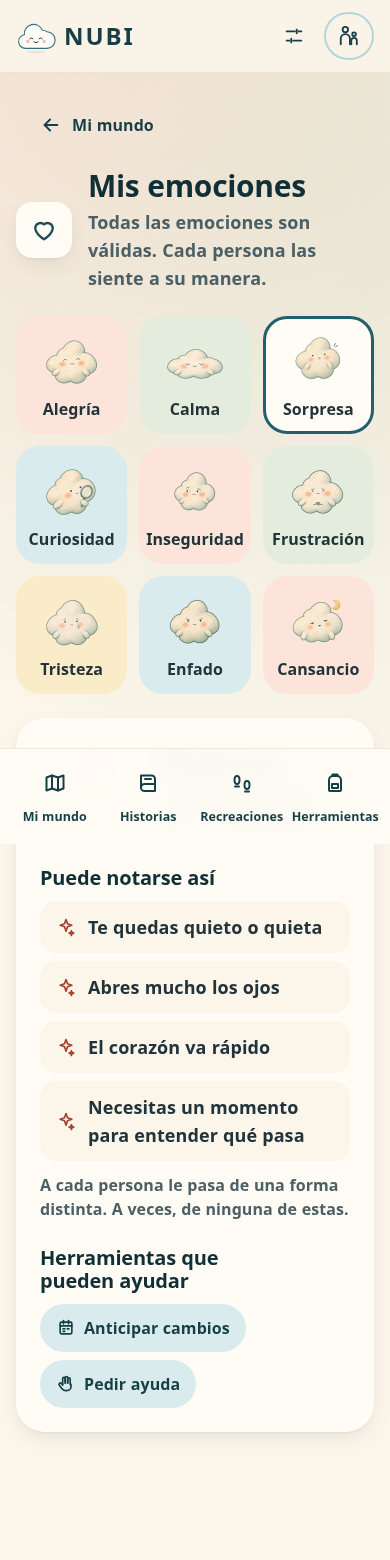 NUBI
Mi mundo
Mis emociones
Todas las emociones son
válidas. Cada persona las
siente a su manera.
Alegría
Calma
Sorpresa
Curiosidad
Inseguridad
Frustración
Tristeza
Enfado
Cansancio
Mi mundo
Historias
Recreaciones
Herramientas
Puede notarse así
Te quedas quieto o quieta
Abres mucho los ojos
El corazón va rápido
Necesitas un momento
para entender qué pasa
A cada persona le pasa de una forma
distinta. A veces, de ninguna de estas.
Herramientas que
pueden ayudar
Anticipar cambios
Pedir ayuda